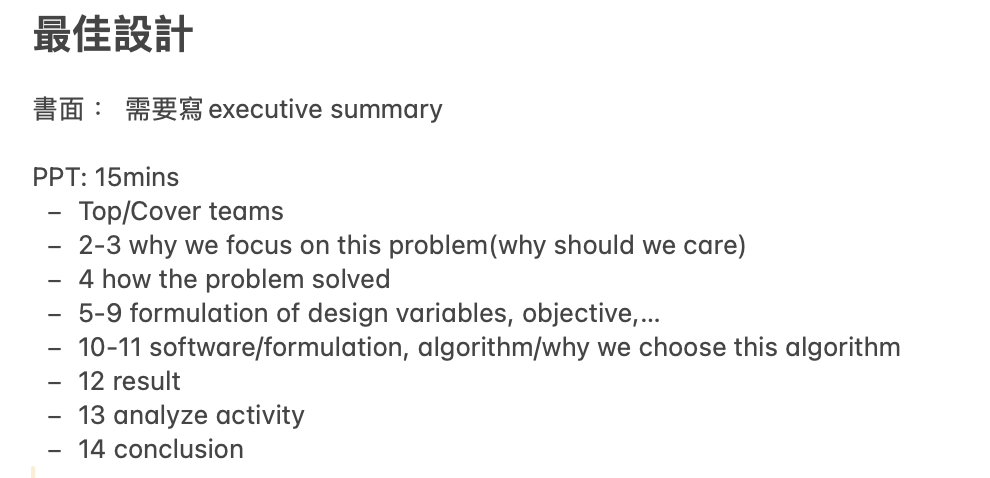 最佳設計
書面： 需要寫 executive summary
PPT: 15mins
– Top/Cover teams
– 2-3 why we focus on this problem(why should we care)
– 4 how the problem solved
– 5-9 formulation of design variables, objective,...
– 10-11 software/formulation, algorithm/why we choose this algorithm
– 12 result
– 13 analyze activity
– 14 conclusion